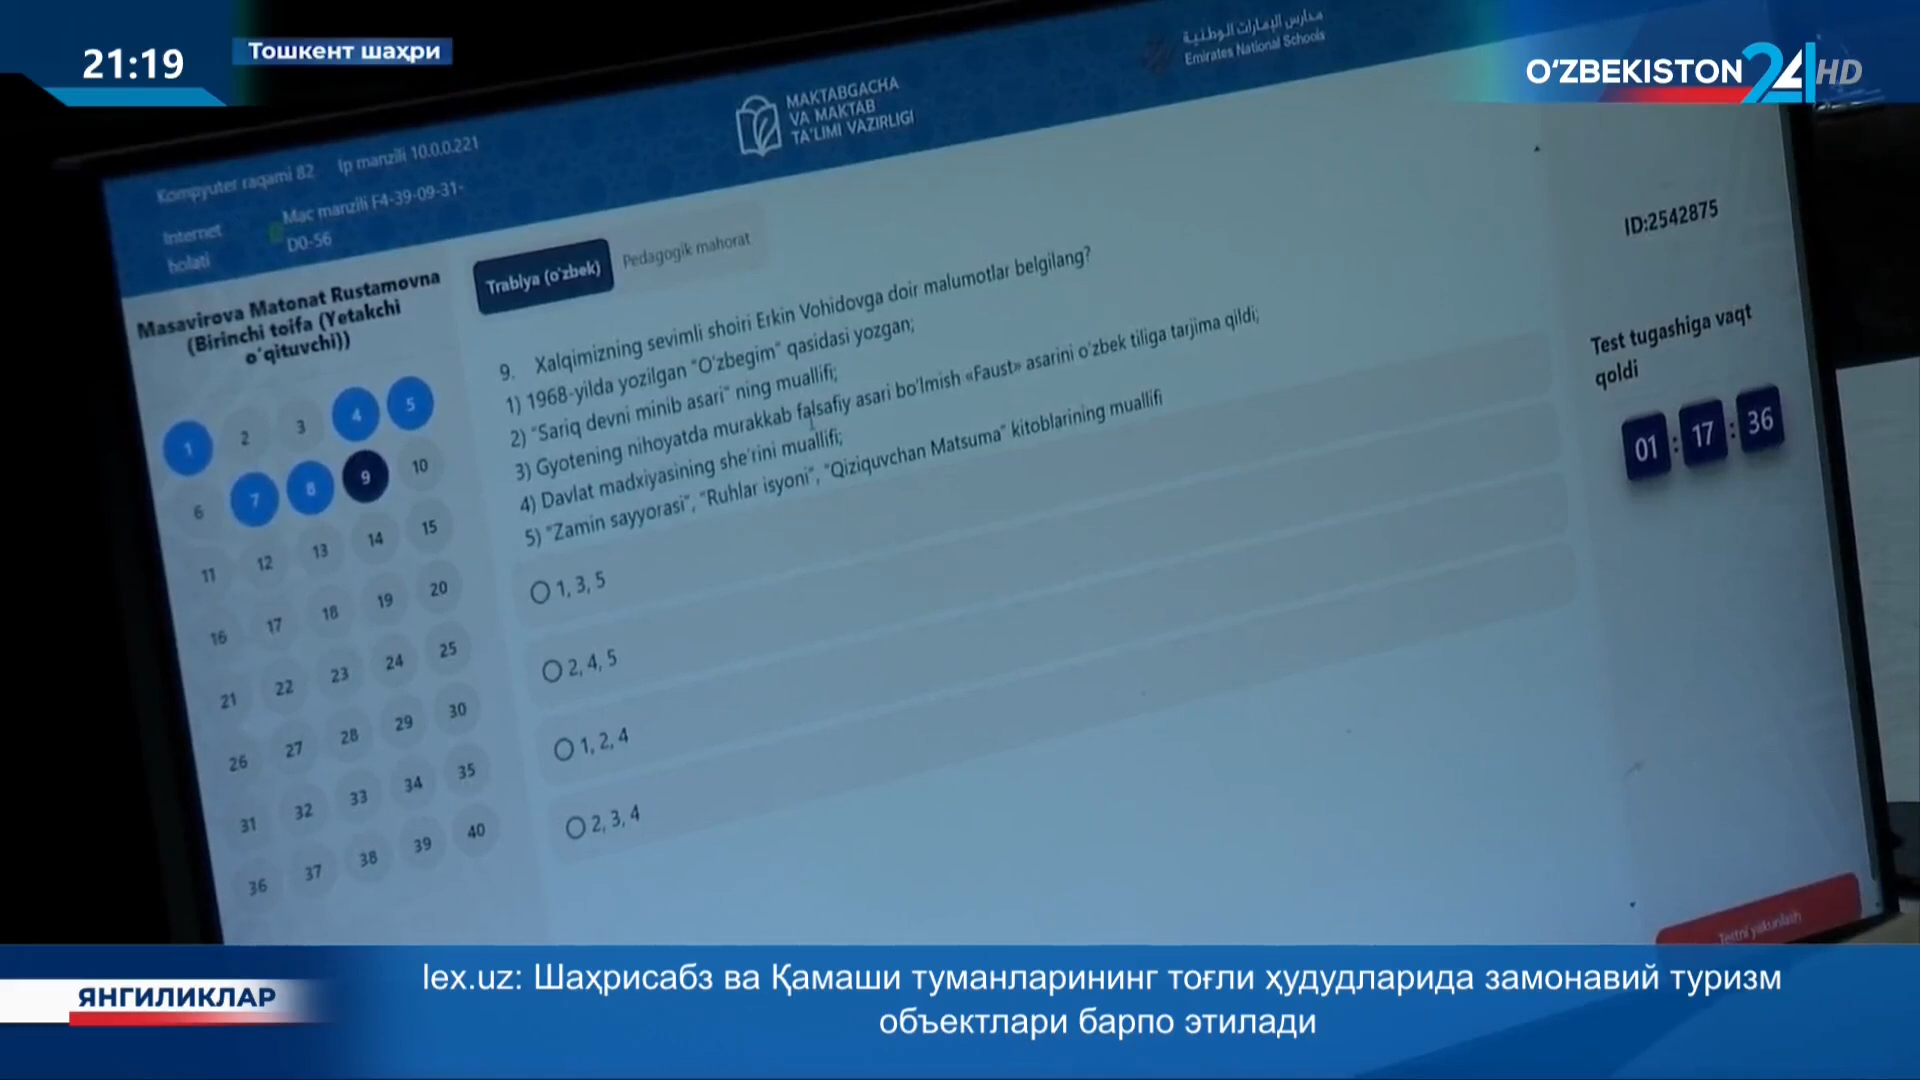 21:19
Тошкент шаҳри
O‘ZBEKISTON 24 HD
مدارس الإمارات الوطنية
Emirates National Schools
MAKTABGACHA
VA MAKTAB
TA'LIMI VAZIRLIGI
Kompyuter raqami 82 Ip manzili 10.0.0.221
Internet
holati
Mac manzili F4-39-09-31-
D0-56
Masavirova Matonat Rustamovna
(Birinchi toifa (Yetakchi
o'qituvchi))
1 2 3 4 5
6 7 8 9 10
11 12 13 14 15
16 17 18 19 20
21 22 23 24 25
26 27 28 29 30
31 32 33 34 35
36 37 38 39 40
Trabiya (o'zbek) Pedagogik mahorat
9. Xalqimizning sevimli shoiri Erkin Vohidovga doir malumotlar belgilang?
1) 1968-yilda yozilgan "O'zbegim" qasidasi yozgan;
2) "Sariq devni minib asari" ning muallifi;
3) Gyotening nihoyatda murakkab falsafiy asari bo'lmish «Faust» asarini o'zbek tiliga tarjima qildi;
4) Davlat madxiyasining she'rini muallifi;
5) "Zamin sayyorasi", "Ruhlar isyoni", "Qiziquvchan Matsuma" kitoblarining muallifi
1, 3, 5
2, 4, 5
1, 2, 4
2, 3, 4
ID:2542875
Test tugashiga vaqt
qoldi
01 : 17 : 36
Testni yakunlash
ЯНГИЛИКЛАР
lex.uz: Шаҳрисабз ва Қамаши туманларининг тоғли ҳудудларида замонавий туризм
объектлари барпо этилади